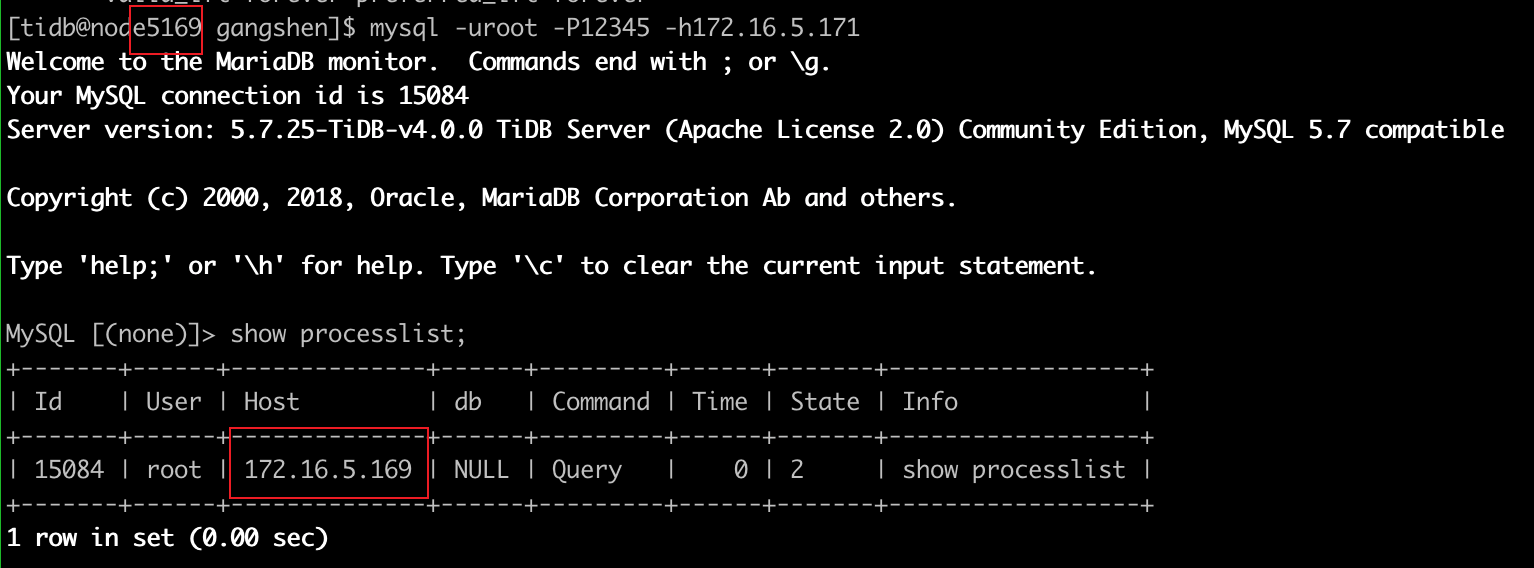 [tidb@node5169 gangshen]$ mysql -uroot -P12345 -h172.16.5.171
Welcome to the MariaDB monitor.  Commands end with ; or \g.
Your MySQL connection id is 15084
Server version: 5.7.25-TiDB-v4.0.0 TiDB Server (Apache License 2.0) Community Edition, MySQL 5.7 compatible
Copyright (c) 2000, 2018, Oracle, MariaDB Corporation Ab and others.
Type 'help;' or '\h' for help. Type '\c' to clear the current input statement.
MySQL [(none)]> show processlist;
+-------+------+--------------+------+---------+------+-------+------------------+
| Id    | User | Host         | db   | Command | Time | State | Info             |
+-------+------+--------------+------+---------+------+-------+------------------+
| 15084 | root | 172.16.5.169 | NULL | Query   |    0 | 2     | show processlist |
+-------+------+--------------+------+---------+------+-------+------------------+
1 row in set (0.00 sec)